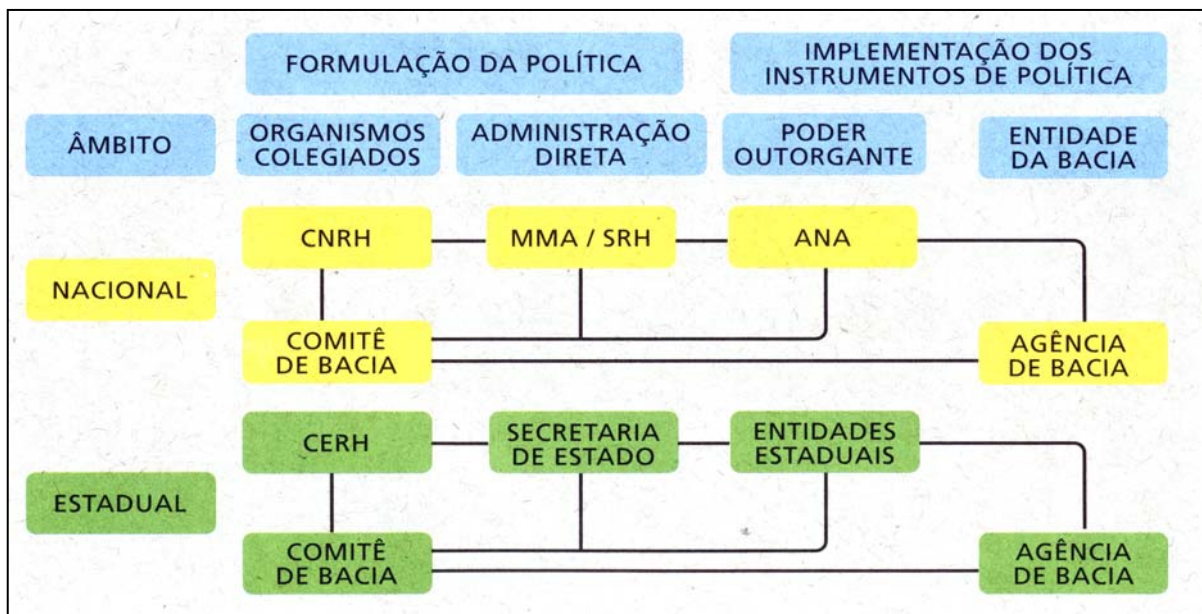 FORMULAÇÃO DA POLÍTICA
IMPLEMENTAÇÃO DOS
INSTRUMENTOS DE POLÍTICA
ÂMBITO
ORGANISMOS
COLEGIADOS
ADMINISTRAÇÃO
DIRETA
PODER
OUTORGANTE
ENTIDADE
DA BACIA
NACIONAL
CNRH
MMA / SRH
ANA
COMITÊ
DE BACIA
AGÊNCIA
DE BACIA
ESTADUAL
CERH
SECRETARIA
DE ESTADO
ENTIDADES
ESTADUAIS
COMITÊ
DE BACIA
AGÊNCIA
DE BACIA